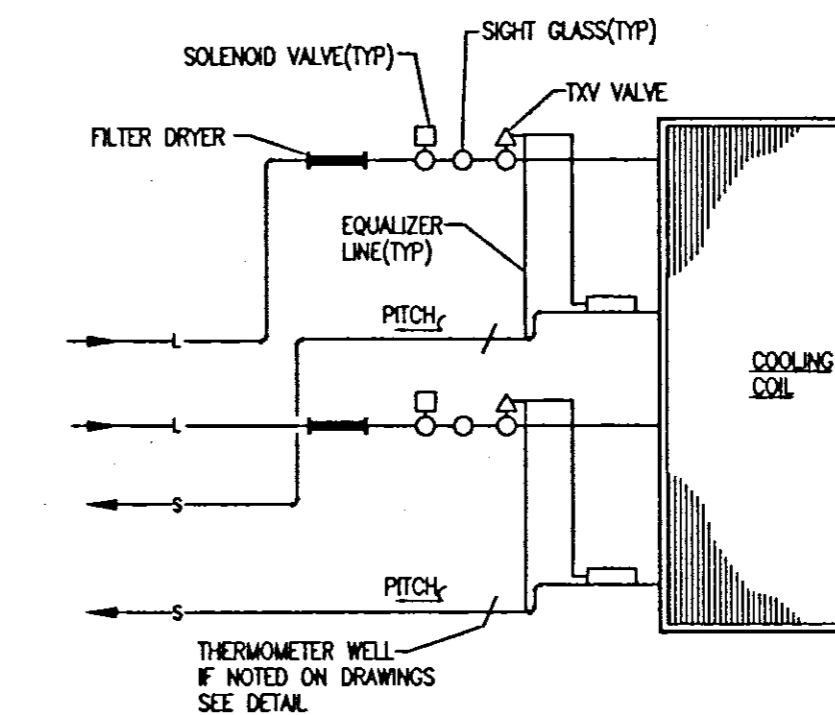 SIGHT GLASS(TYP)
SOLENOID VALVE(TYP)
TXV VALVE
FILTER DRYER
EQUALIZER
LINE(TYP)
PITCH
L
COOLING
COIL
L
S
PITCH
S
THERMOMETER WELL
IF NOTED ON DRAWINGS
SEE DETAIL